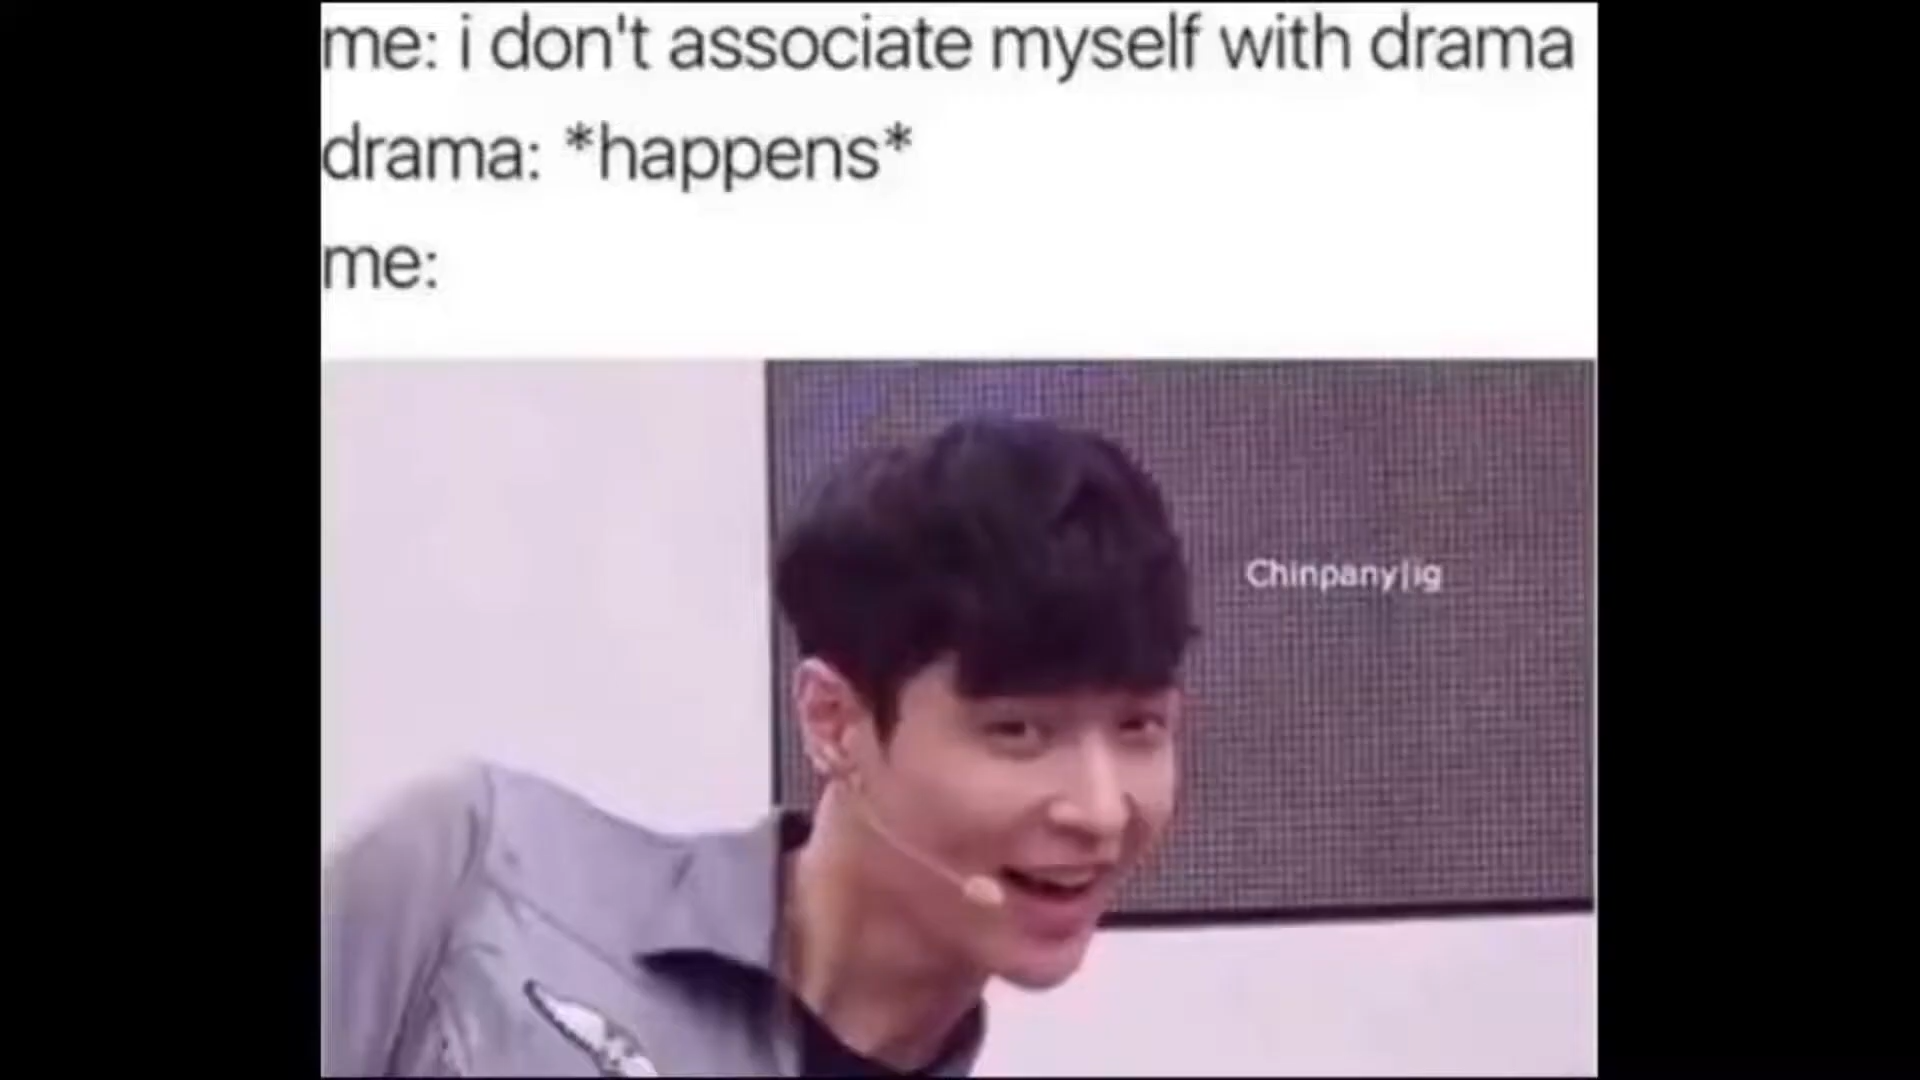 me: i don't associate myself with drama
drama: *happens*
me:
Chinpany|ig